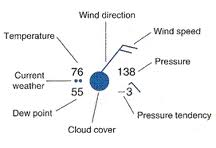 Wind direction
Temperature
Wind speed
76
138
Pressure
Current
weather
55
-3
Dew point
Pressure tendency
Cloud cover